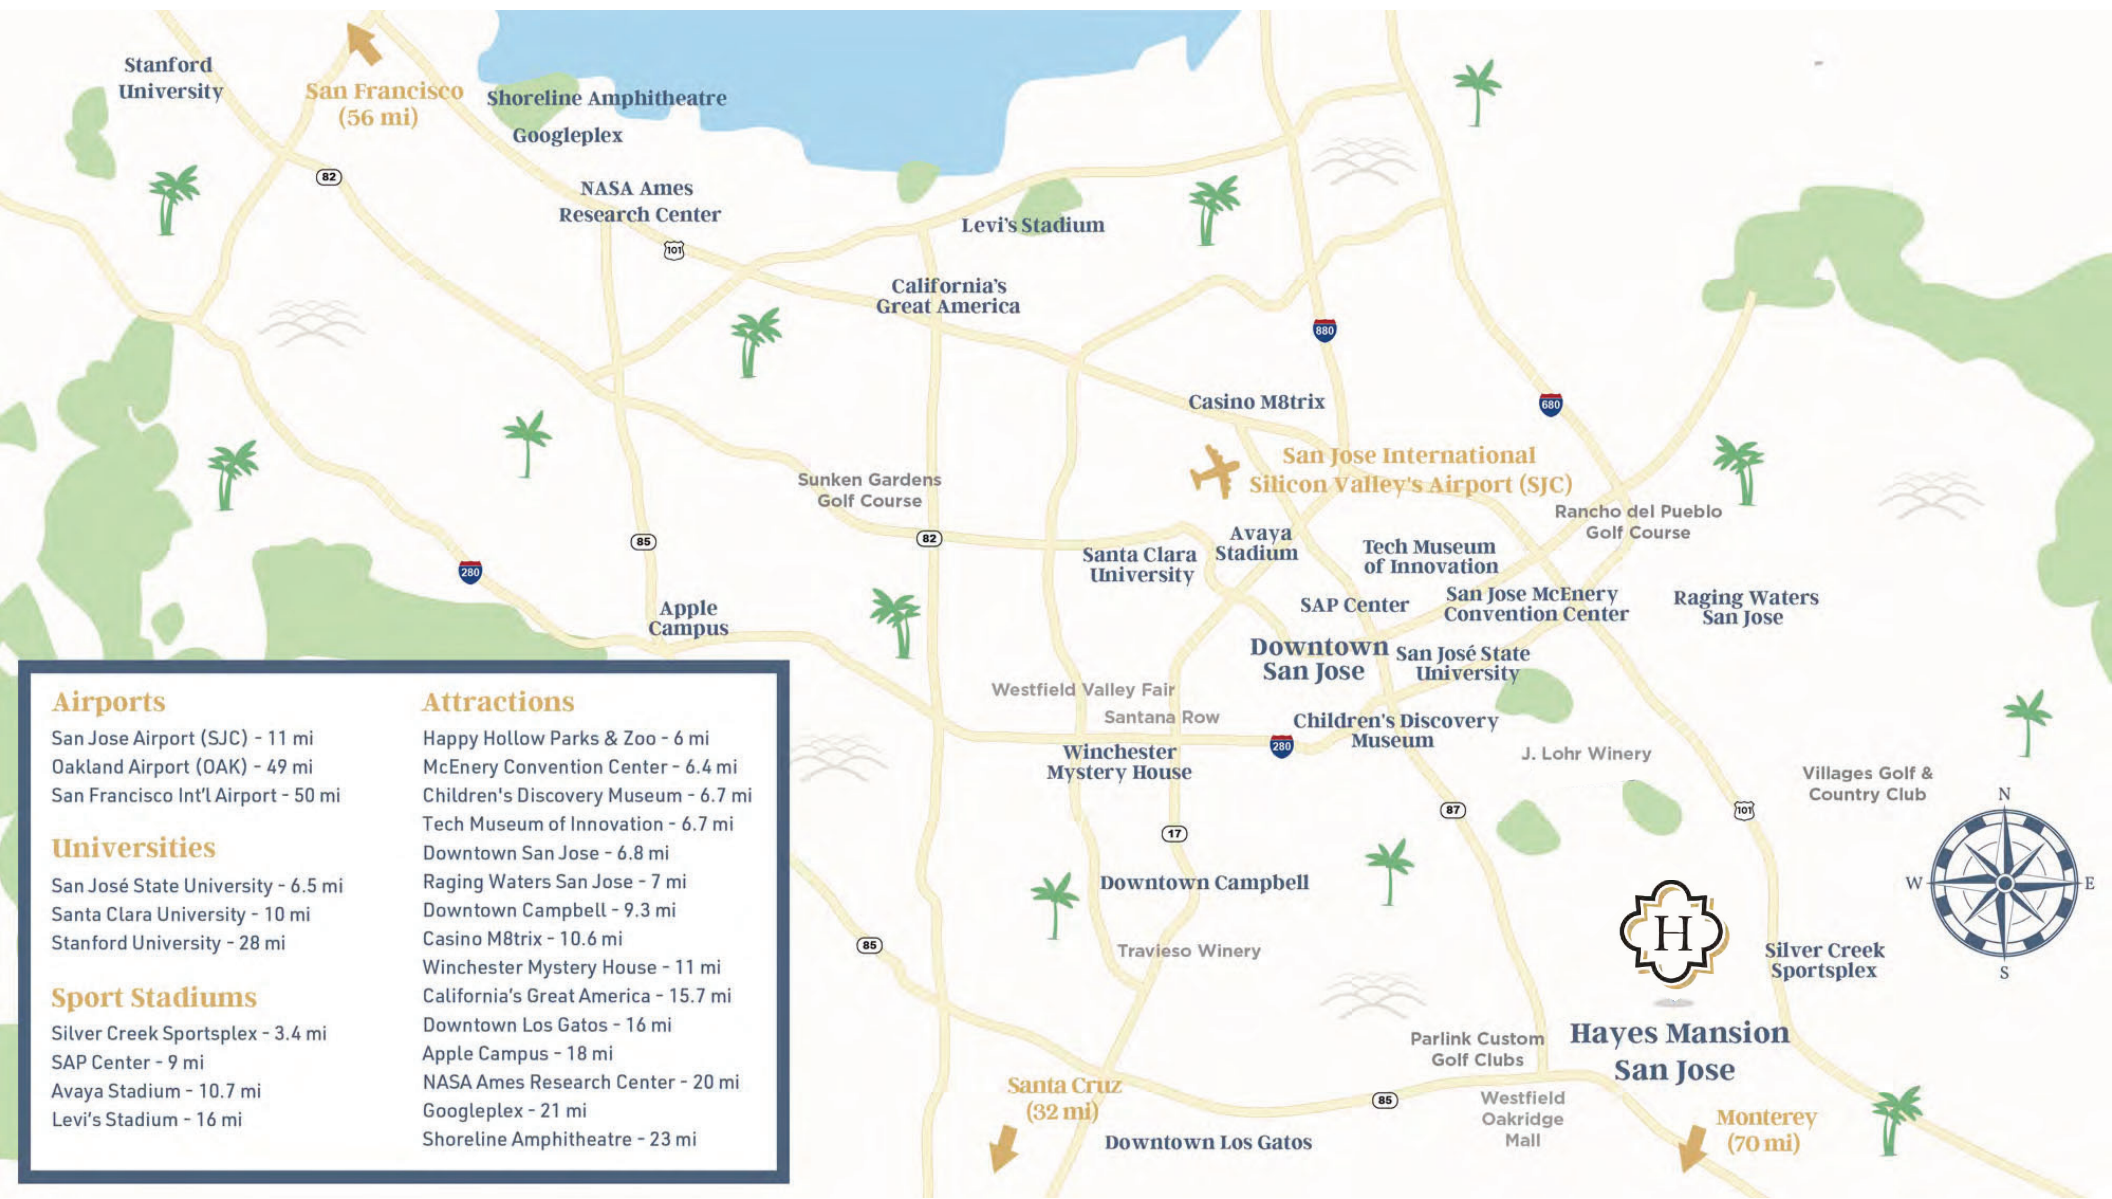 Stanford
University
San Francisco
(56 mi)
Shoreline Amphitheatre
Googleplex
82
NASA Ames
Research Center
101
Levi's Stadium
California's
Great America
880
Casino M8trix
680
San Jose International
Silicon Valley's Airport (SJC)
Sunken Gardens
Golf Course
Rancho del Pueblo
Golf Course
85
82
280
Avaya
Stadium
Santa Clara
University
Tech Museum
of Innovation
SAP Center
San Jose McEnery
Convention Center
Raging Waters
San Jose
Apple
Campus
Downtown
San Jose
San José State
University
Westfield Valley Fair
Santana Row
Children's Discovery
Museum
280
Winchester
Mystery House
J. Lohr Winery
Villages Golf &
Country Club
87
101
17
N
W
E
S
Downtown Campbell
85
Travieso Winery
H
Silver Creek
Sportsplex
Hayes Mansion
San Jose
Parlink Custom
Golf Clubs
Santa Cruz
(32 mi)
85
Westfield
Oakridge
Mall
Monterey
(70 mi)
Downtown Los Gatos
Airports
San Jose Airport (SJC) - 11 mi
Oakland Airport (OAK) - 49 mi
San Francisco Int'l Airport - 50 mi
Universities
San José State University - 6.5 mi
Santa Clara University - 10 mi
Stanford University - 28 mi
Sport Stadiums
Silver Creek Sportsplex - 3.4 mi
SAP Center - 9 mi
Avaya Stadium - 10.7 mi
Levi's Stadium - 16 mi
Attractions
Happy Hollow Parks & Zoo - 6 mi
McEnery Convention Center - 6.4 mi
Children's Discovery Museum - 6.7 mi
Tech Museum of Innovation - 6.7 mi
Downtown San Jose - 6.8 mi
Raging Waters San Jose - 7 mi
Downtown Campbell - 9.3 mi
Casino M8trix - 10.6 mi
Winchester Mystery House - 11 mi
California's Great America - 15.7 mi
Downtown Los Gatos - 16 mi
Apple Campus - 18 mi
NASA Ames Research Center - 20 mi
Googleplex - 21 mi
Shoreline Amphitheatre - 23 mi